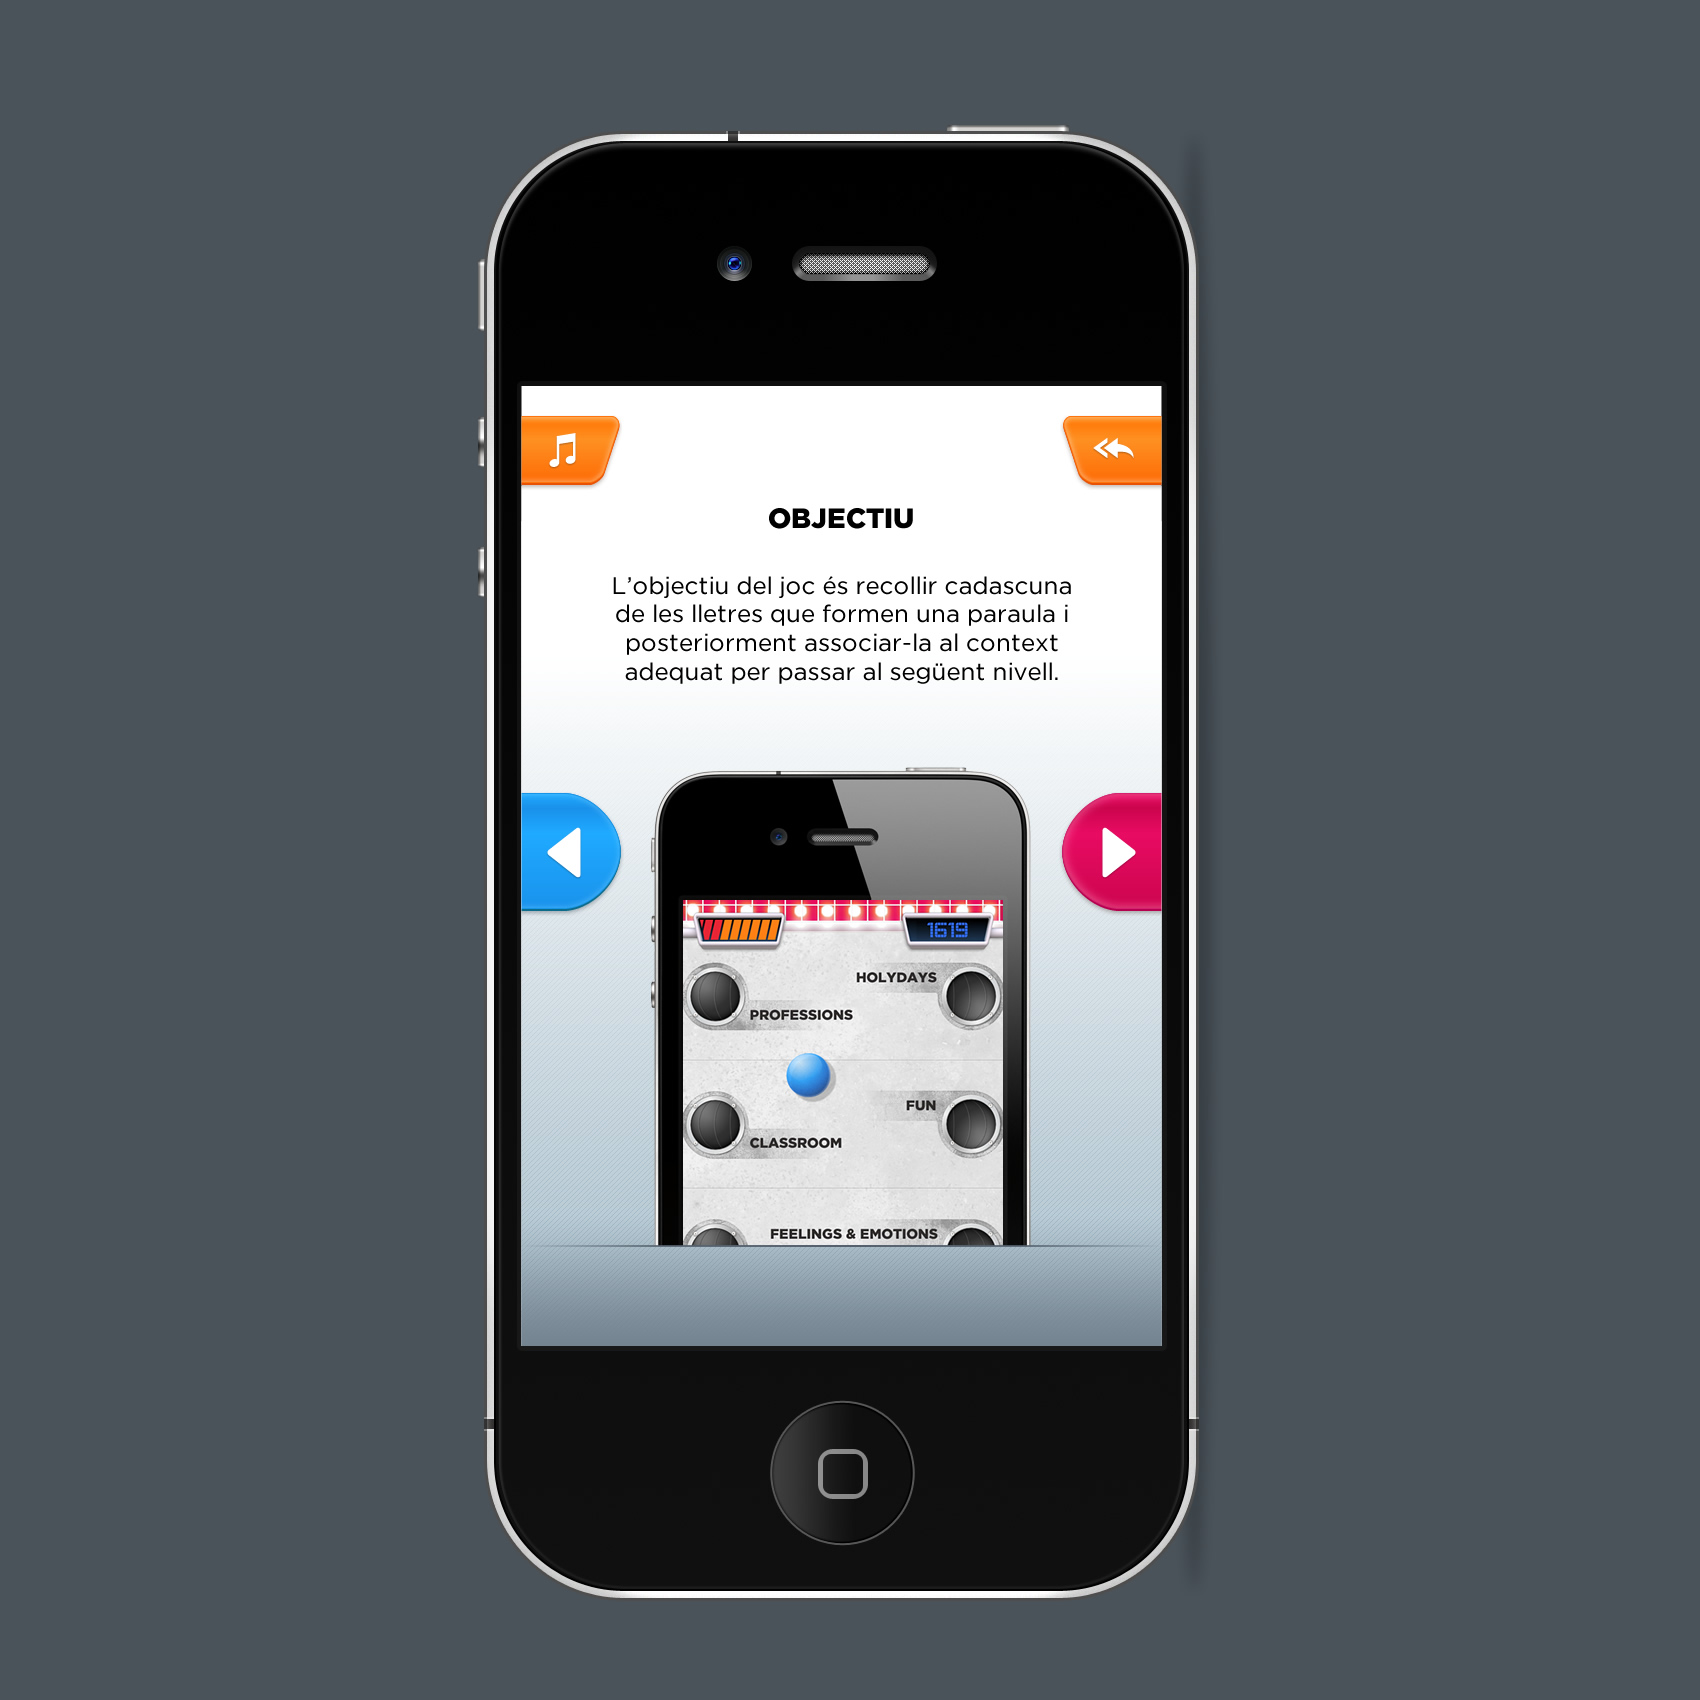 OBJECTIU
L'objectiu del joc és recollir cadascuna
de les lletres que formen una paraula i
posteriorment associar-la al context
adequat per passar al següent nivell.
1619
HOLYDAYS
PROFESSIONS
FUN
CLASSROOM
FEELINGS & EMOTIONS